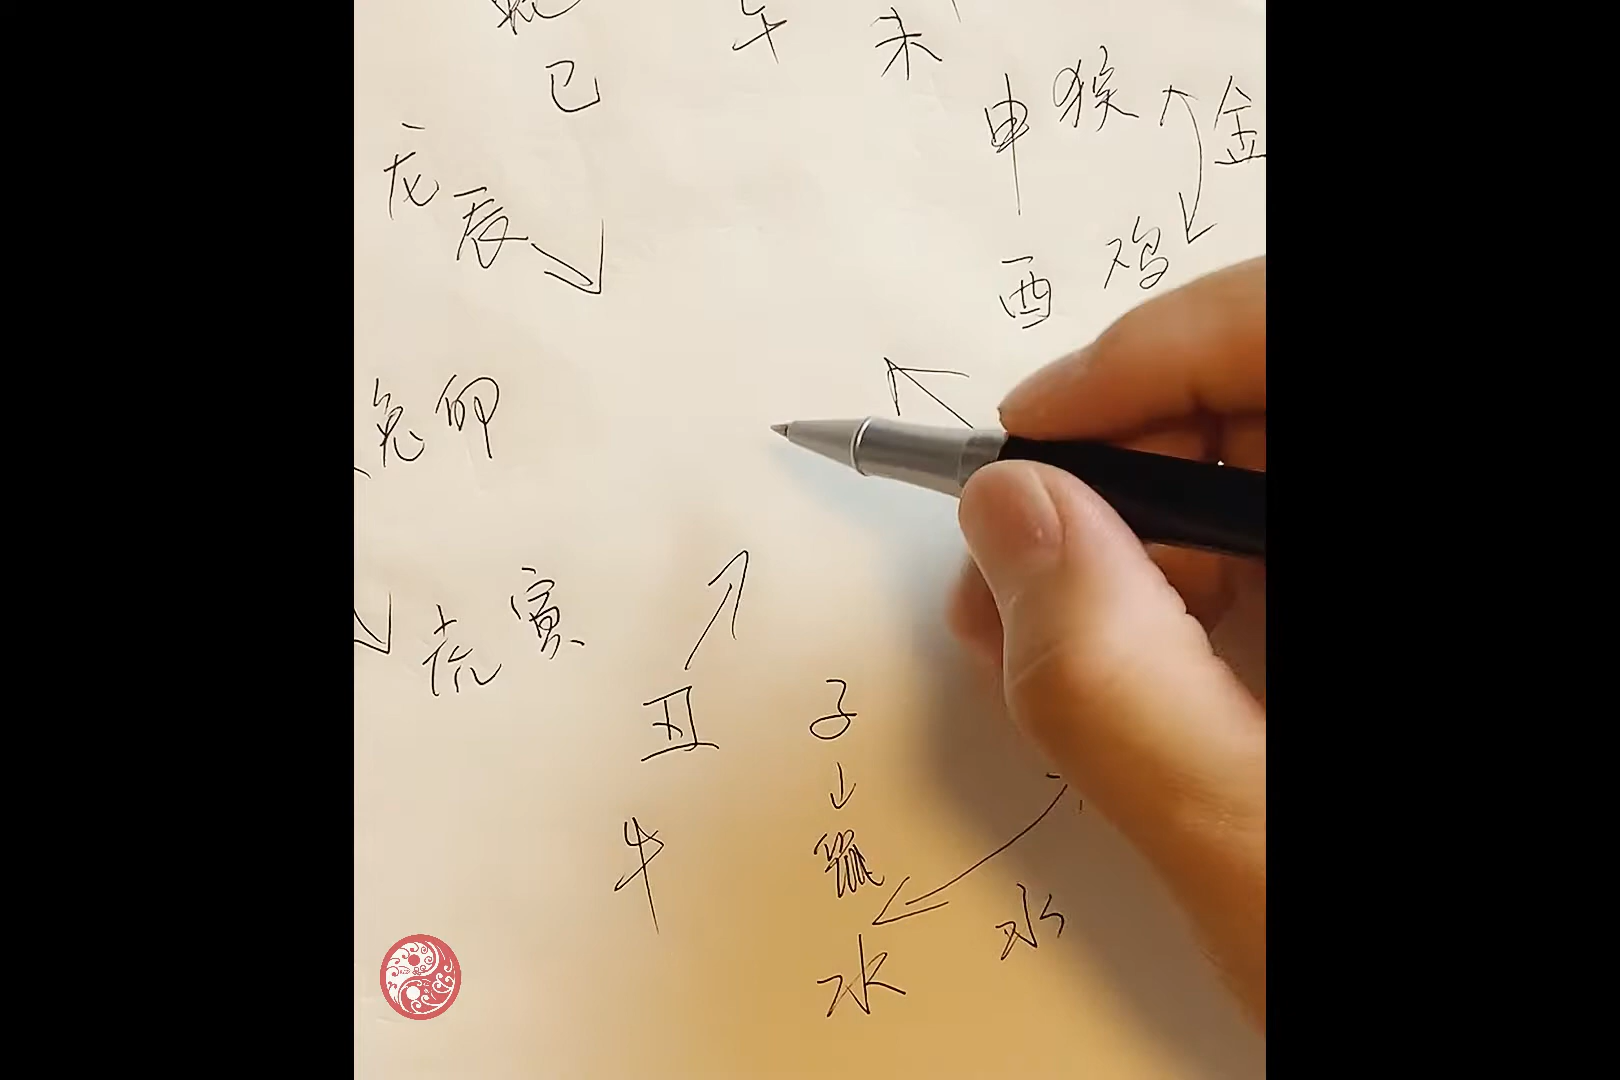 蛇 午 未
巳
申 猴 金
龙 辰
酉 鸡
兔 卯
虎 寅
丑 子
牛 鼠
水 水